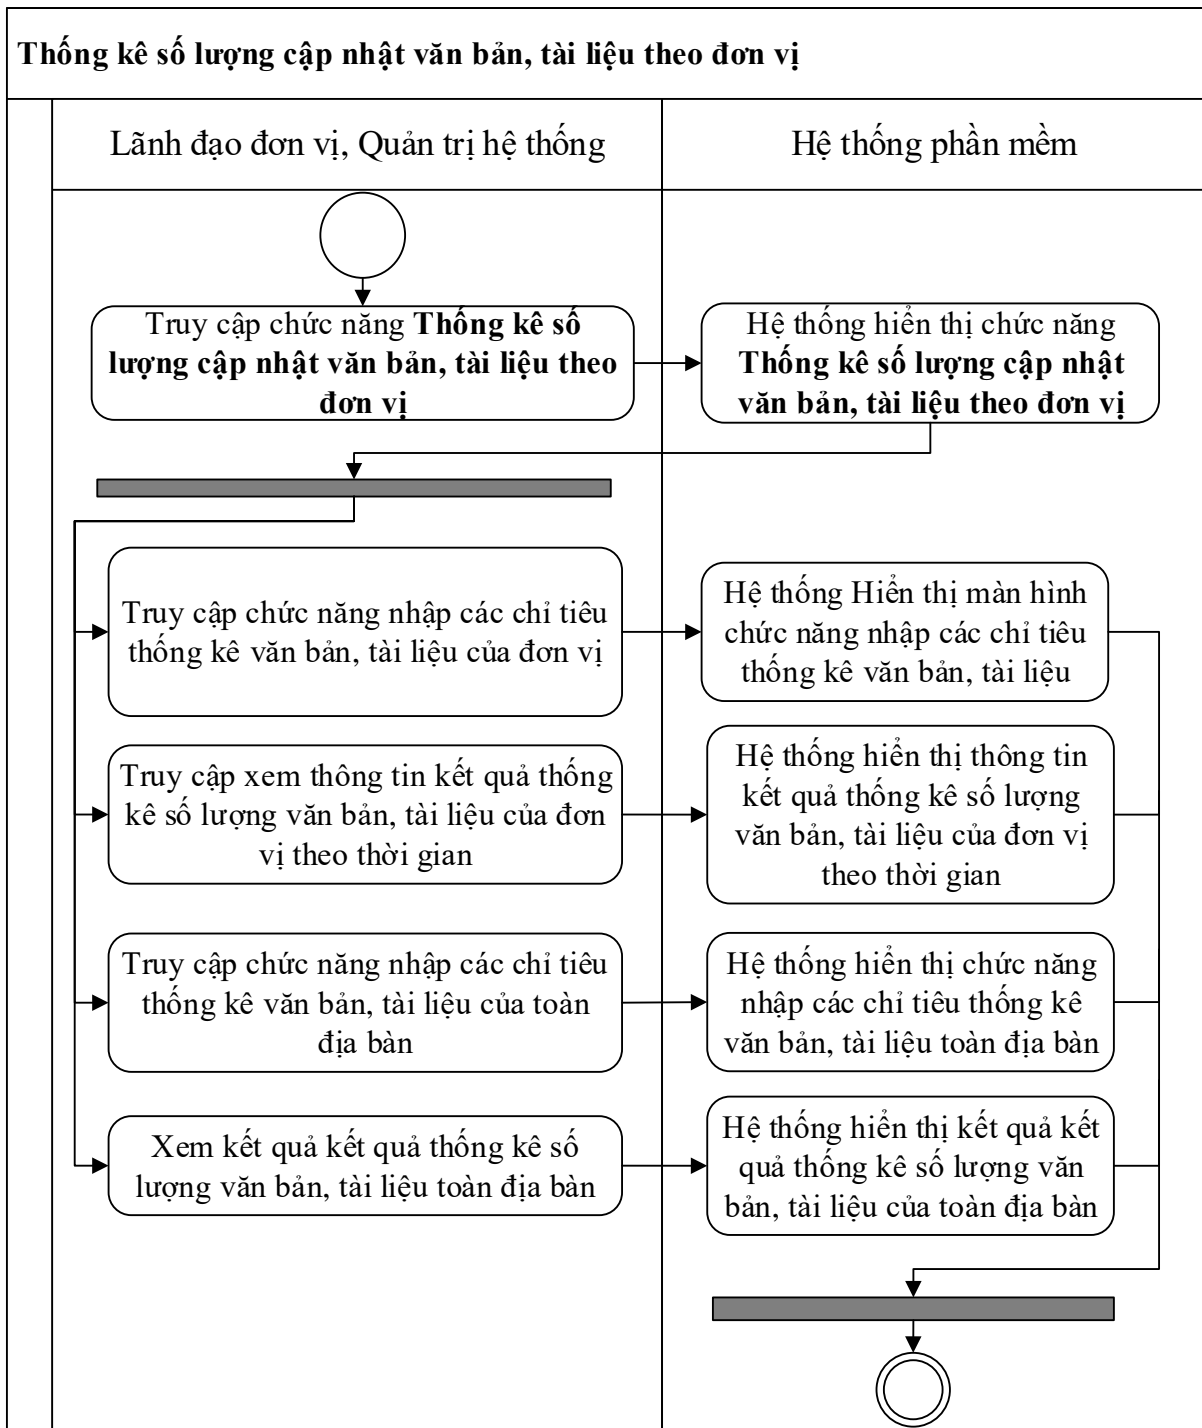 Thống kê số lượng cập nhật văn bản, tài liệu theo đơn vị
Lãnh đạo đơn vị, Quản trị hệ thống
Hệ thống phần mềm
Truy cập chức năng Thống kê số
lượng cập nhật văn bản, tài liệu theo
đơn vị
Hệ thống hiển thị chức năng
Thống kê số lượng cập nhật
văn bản, tài liệu theo đơn vị
Truy cập chức năng nhập các chỉ tiêu
thống kê văn bản, tài liệu của đơn vị
Hệ thống Hiển thị màn hình
chức năng nhập các chỉ tiêu
thống kê văn bản, tài liệu
Truy cập xem thông tin kết quả thống
kê số lượng văn bản, tài liệu của đơn
vị theo thời gian
Hệ thống hiển thị thông tin
kết quả thống kê số lượng
văn bản, tài liệu của đơn vị
theo thời gian
Truy cập chức năng nhập các chỉ tiêu
thống kê văn bản, tài liệu của toàn
địa bàn
Hệ thống hiển thị chức năng
nhập các chỉ tiêu thống kê
văn bản, tài liệu toàn địa bàn
Xem kết quả kết quả thống kê số
lượng văn bản, tài liệu toàn địa bàn
Hệ thống hiển thị kết quả kết
quả thống kê số lượng văn
bản, tài liệu của toàn địa bàn